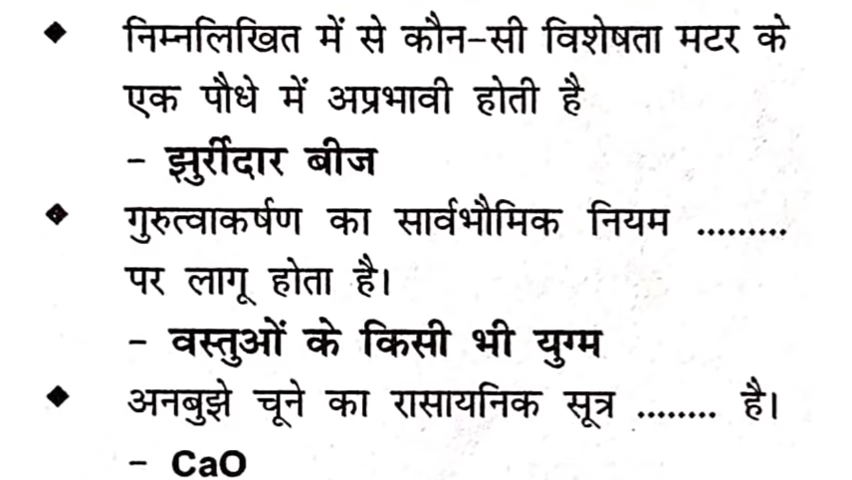 ◆ निम्नलिखित में से कौन-सी विशेषता मटर के
एक पौधे में अप्रभावी होती है
- झुर्रीदार बीज
◆ गुरुत्वाकर्षण का सार्वभौमिक नियम .........
पर लागू होता है।
- वस्तुओं के किसी भी युग्म
◆ अनबुझे चूने का रासायनिक सूत्र ........ है।
- CaO